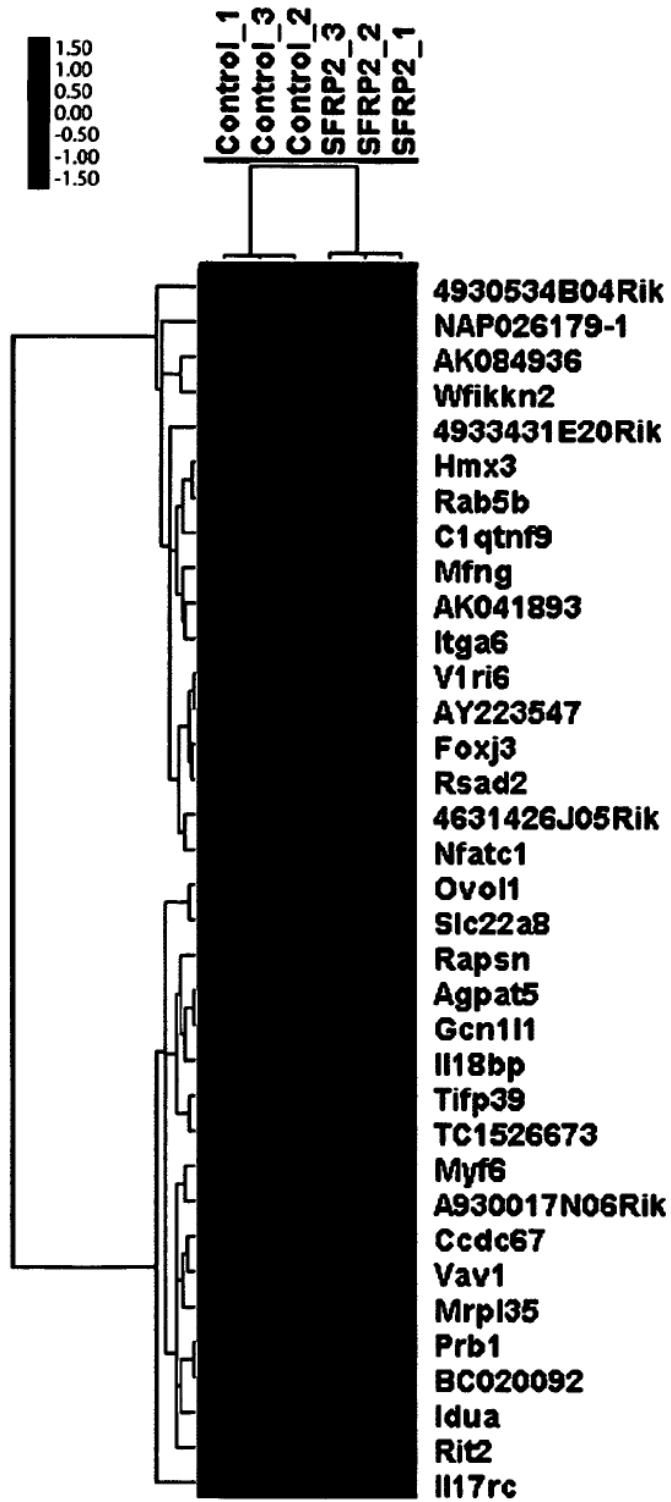 1.50
1.00
0.50
0.00
-0.50
-1.00
-1.50
Control_1
Control_3
Control_2
SFRP2_3
SFRP2_2
SFRP2_1
4930534B04Rik
NAP026179-1
AK084936
Wfikkn2
4933431E20Rik
Hmx3
Rab5b
C1qtnf9
Mfng
AK041893
Itga6
V1ri6
AY223547
Foxj3
Rsad2
4631426J05Rik
Nfatc1
Ovol1
Slc22a8
Rapsn
Agpat5
Gcn1l1
Il18bp
Tifp39
TC1526673
Myf6
A930017N06Rik
Ccdc67
Vav1
Mrpl35
Prb1
BC020092
Idua
Rit2
Il17rc